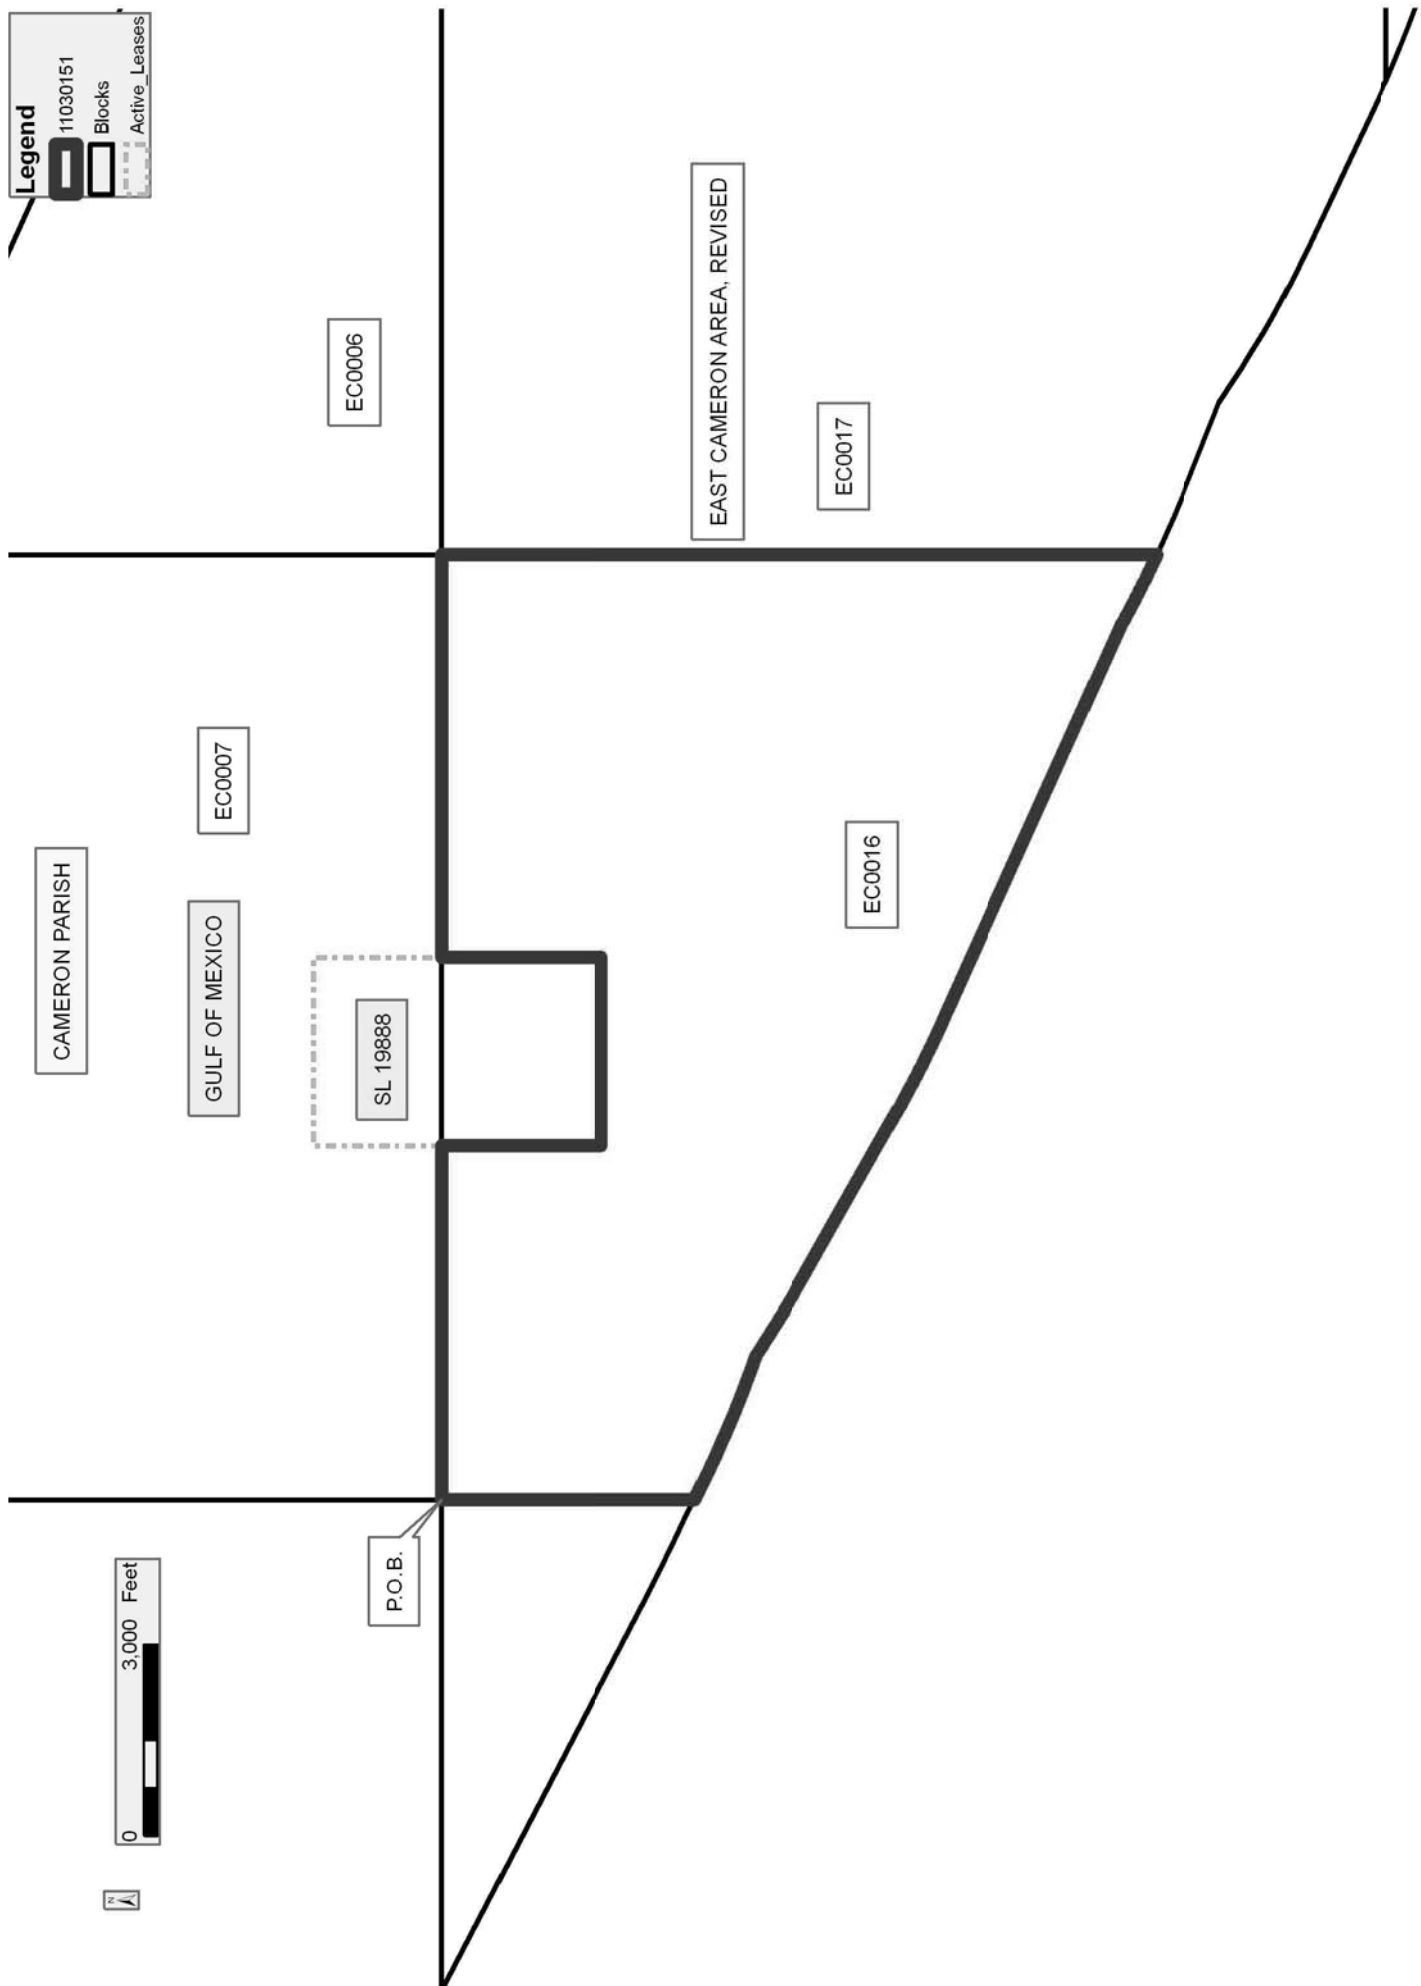 Legend
11030151
Blocks
Active_Leases
CAMERON PARISH
GULF OF MEXICO
EC0007
EC0006
SL 19888
P.O.B.
EAST CAMERON AREA, REVISED
EC0017
EC0016
0 3,000 Feet
N